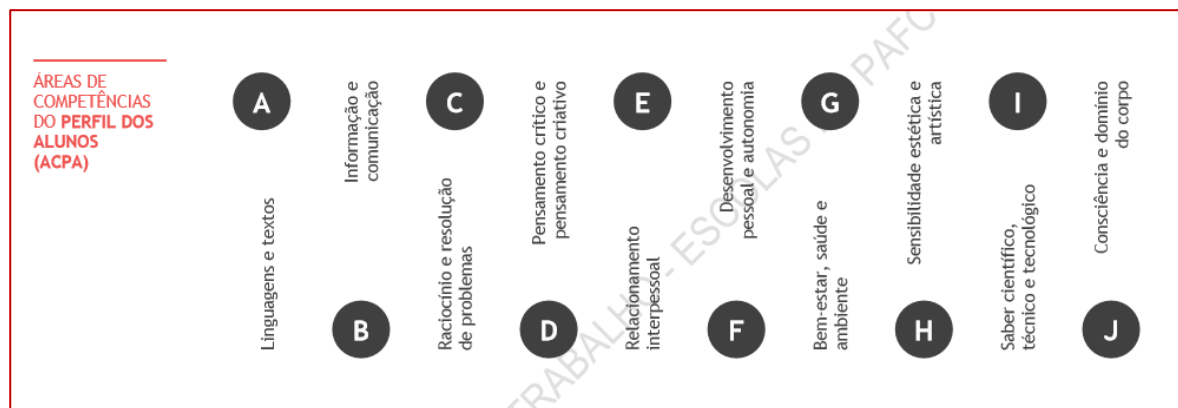 ÁREAS DE
COMPETÊNCIAS
DO PERFIL DOS
ALUNOS
(ACPA)
A
Linguagens e textos
Informação e
comunicação
B
C
Raciocínio e resolução
de problemas
Pensamento crítico e
pensamento criativo
D
E
Relacionamento
interpessoal
Desenvolvimento
pessoal e autonomia
F
G
Bem-estar, saúde e
ambiente
Sensibilidade estética e
artística
H
I
Saber científico,
técnico e tecnológico
Consciência e domínio
do corpo
J
TRABALHO - ESCOLAS